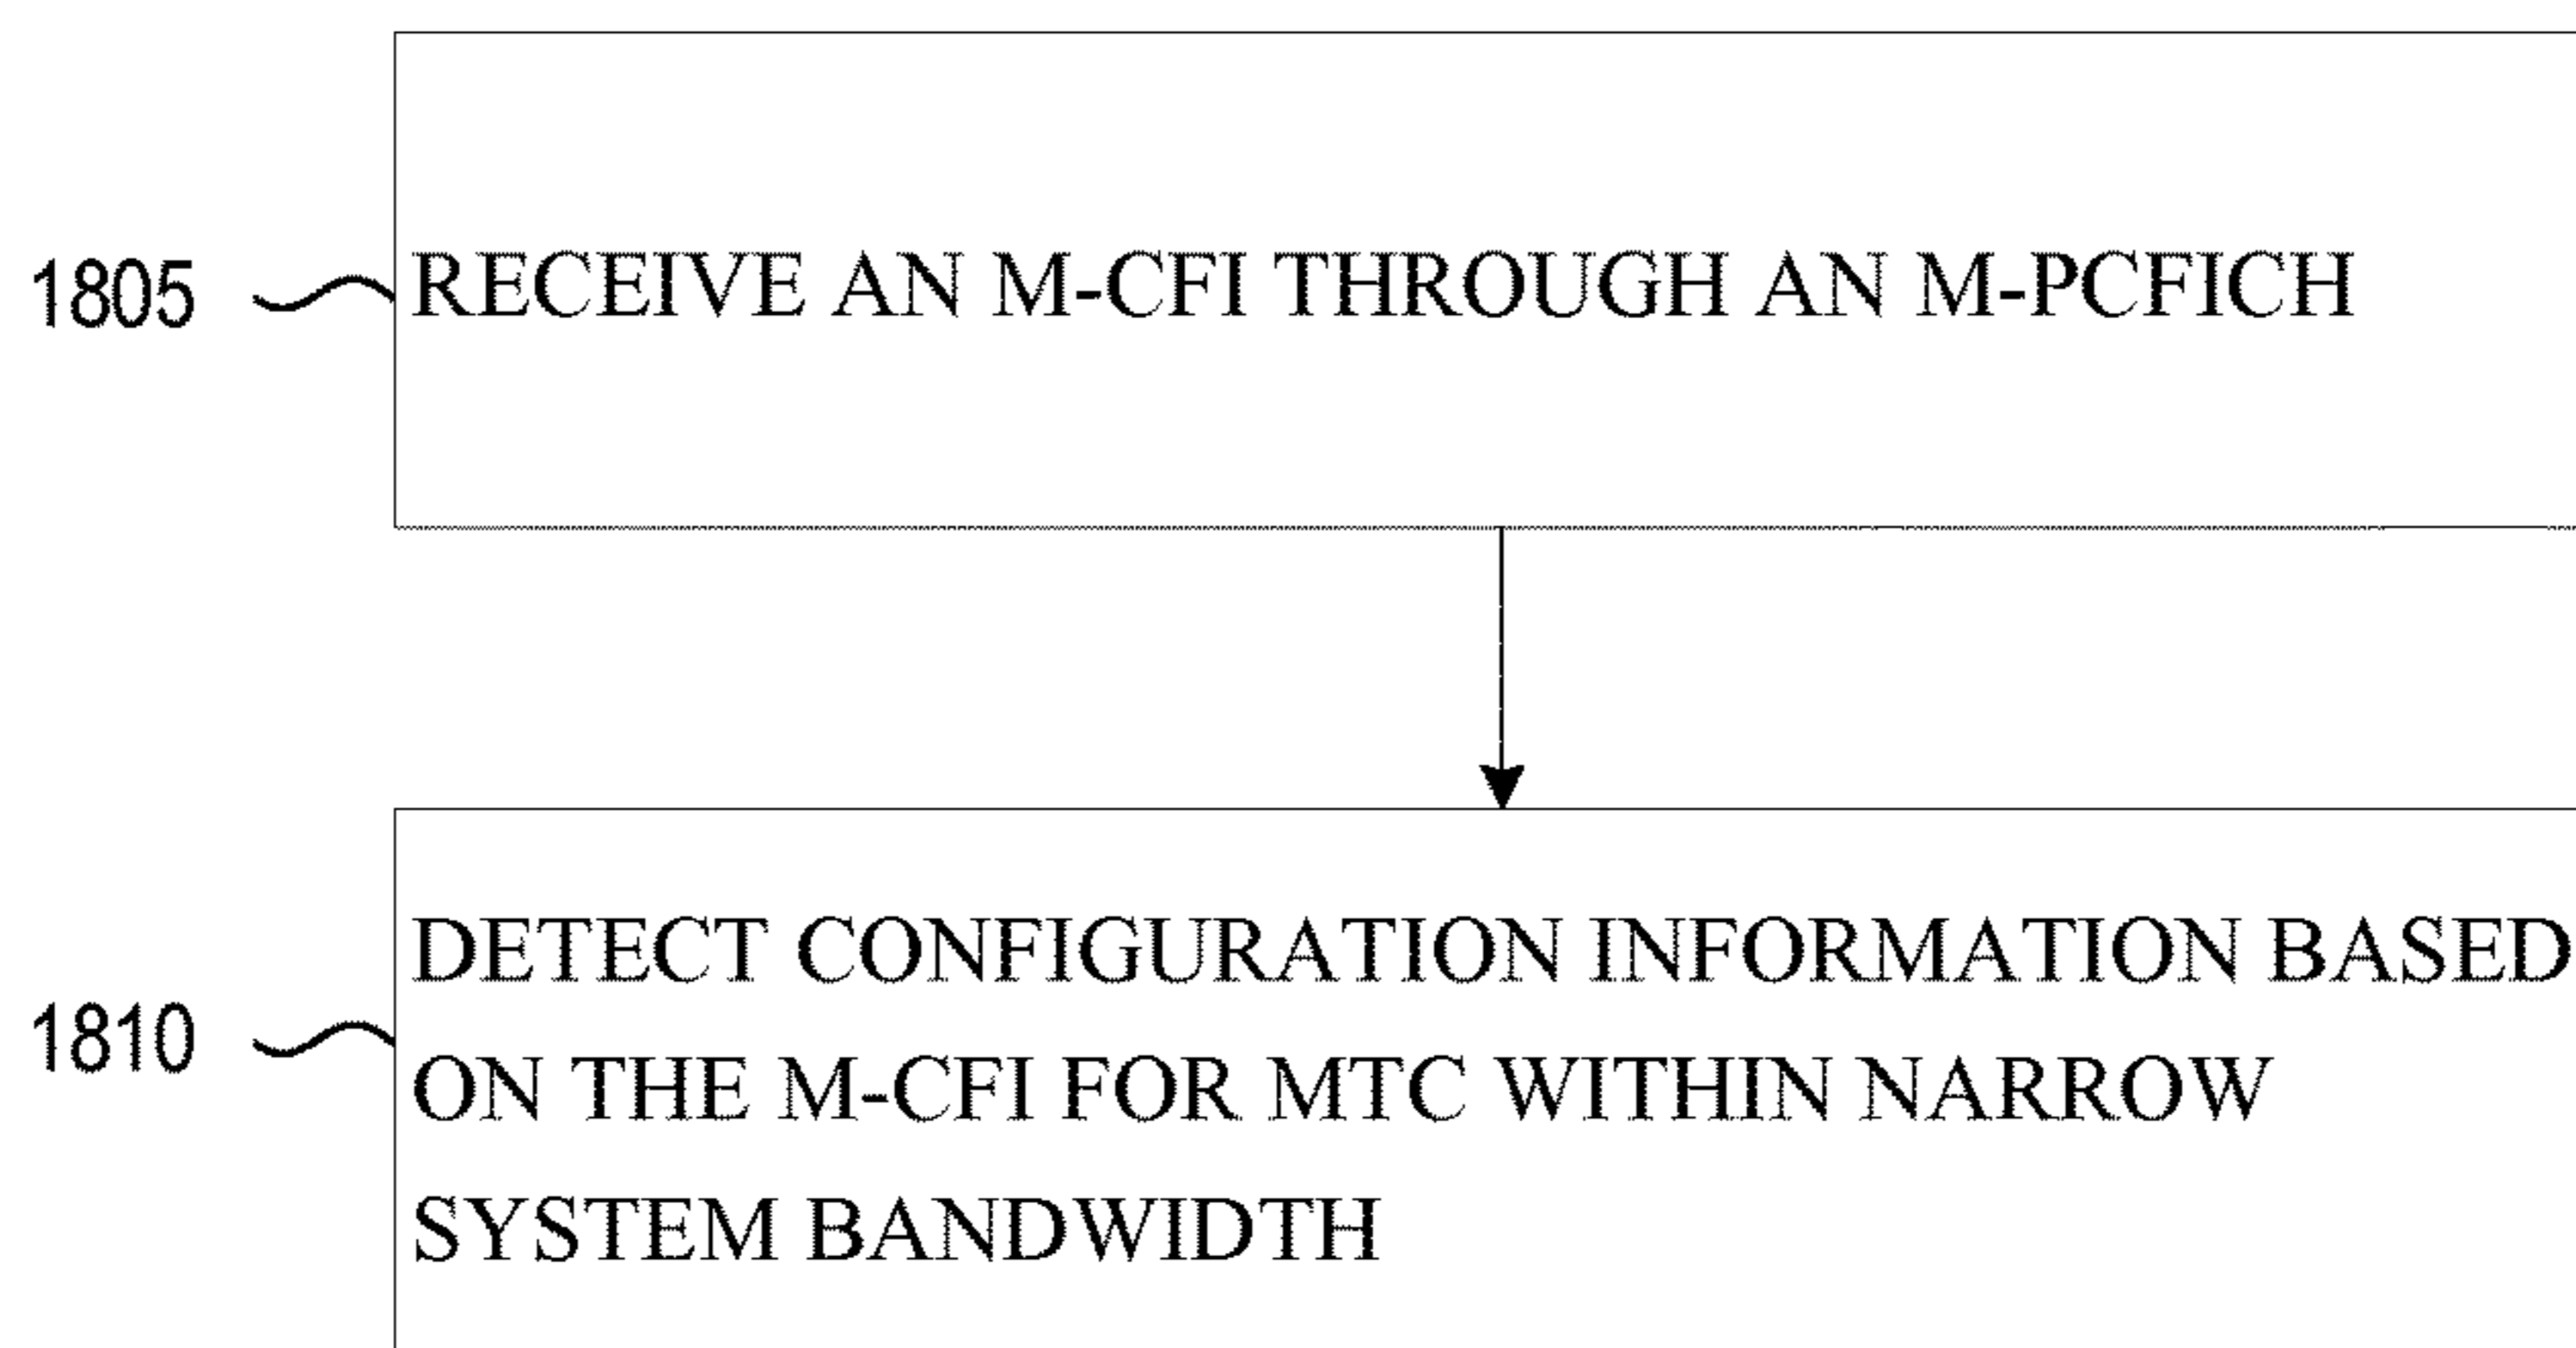 1805 RECEIVE AN M-CFI THROUGH AN M-PCFICH
DETECT CONFIGURATION INFORMATION BASED
1810 ON THE M-CFI FOR MTC WITHIN NARROW
SYSTEM BANDWIDTH